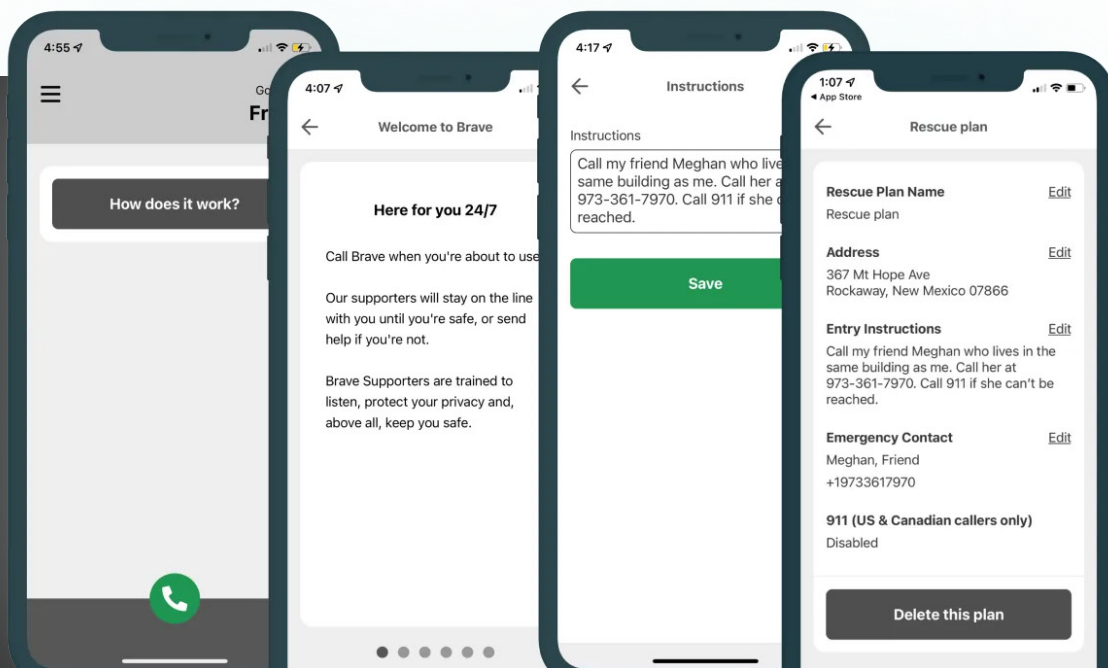 4:55
How does it work?
4:07
Welcome to Brave
Here for you 24/7
Call Brave when you're about to use
Our supporters will stay on the line
with you until you're safe, or send
help if you're not.
Brave Supporters are trained to
listen, protect your privacy and,
above all, keep you safe.
4:17
Instructions
Instructions
Call my friend Meghan who live
same building as me. Call her a
973-361-7970. Call 911 if she
reached.
Save
1:07
App Store
Rescue plan
Rescue Plan Name Edit
Rescue plan
Address Edit
367 Mt Hope Ave
Rockaway, New Mexico 07866
Entry Instructions Edit
Call my friend Meghan who lives in the
same building as me. Call her at
973-361-7970. Call 911 if she can't be
reached.
Emergency Contact Edit
Meghan, Friend
+19733617970
911 (US & Canadian callers only)
Disabled
Delete this plan